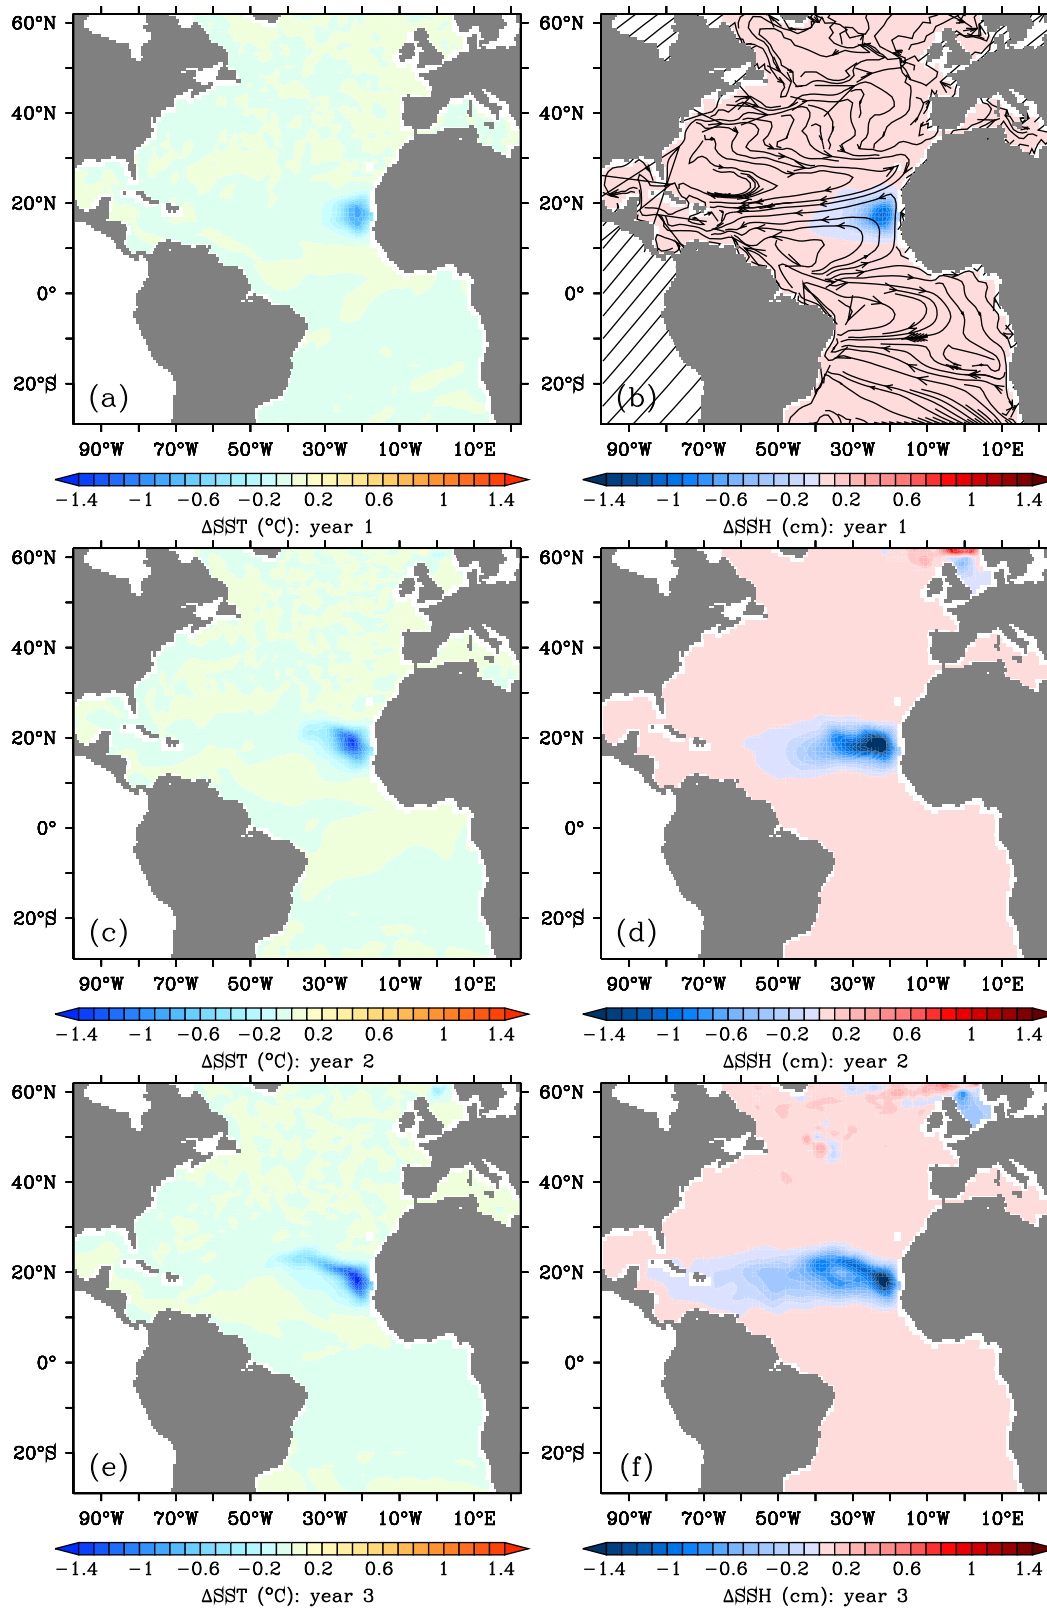 60°N 40°N 20°N 0° 20°S (a) 60°N 40°N 20°N 0° 20°S (b)
90°W 70°W 50°W 30°W 10°W 10°E 90°W 70°W 50°W 30°W 10°W 10°E
−1.4 −1 −0.6 −0.2 0.2 0.6 1 1.4 −1.4 −1 −0.6 −0.2 0.2 0.6 1 1.4
ΔSST (°C): year 1 ΔSSH (cm): year 1
60°N 40°N 20°N 0° 20°S (c) 60°N 40°N 20°N 0° 20°S (d)
90°W 70°W 50°W 30°W 10°W 10°E 90°W 70°W 50°W 30°W 10°W 10°E
−1.4 −1 −0.6 −0.2 0.2 0.6 1 1.4 −1.4 −1 −0.6 −0.2 0.2 0.6 1 1.4
ΔSST (°C): year 2 ΔSSH (cm): year 2
60°N 40°N 20°N 0° 20°S (e) 60°N 40°N 20°N 0° 20°S (f)
90°W 70°W 50°W 30°W 10°W 10°E 90°W 70°W 50°W 30°W 10°W 10°E
−1.4 −1 −0.6 −0.2 0.2 0.6 1 1.4 −1.4 −1 −0.6 −0.2 0.2 0.6 1 1.4
ΔSST (°C): year 3 ΔSSH (cm): year 3